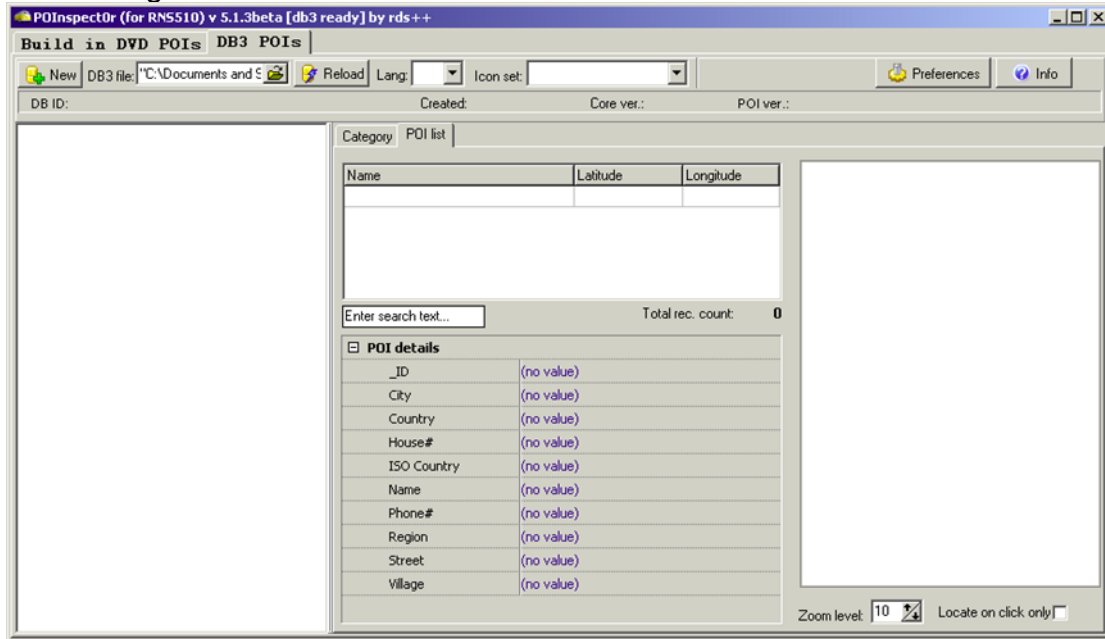 POInspect0r (for RNS510) v 5.1.3beta [db3 ready] by rds++
Build in DVD POIs DB3 POIs
New DB3 file: "C:\Documents and S Reload Lang: Icon set: Preferences Info
DB ID: Created: Core ver.: POI ver.:
Category POI list
Name Latitude Longitude
Enter search text... Total rec. count: 0
POI details
_ID (no value)
City (no value)
Country (no value)
House# (no value)
ISO Country (no value)
Name (no value)
Phone# (no value)
Region (no value)
Street (no value)
Village (no value)
Zoom level: 10 Locate on click only